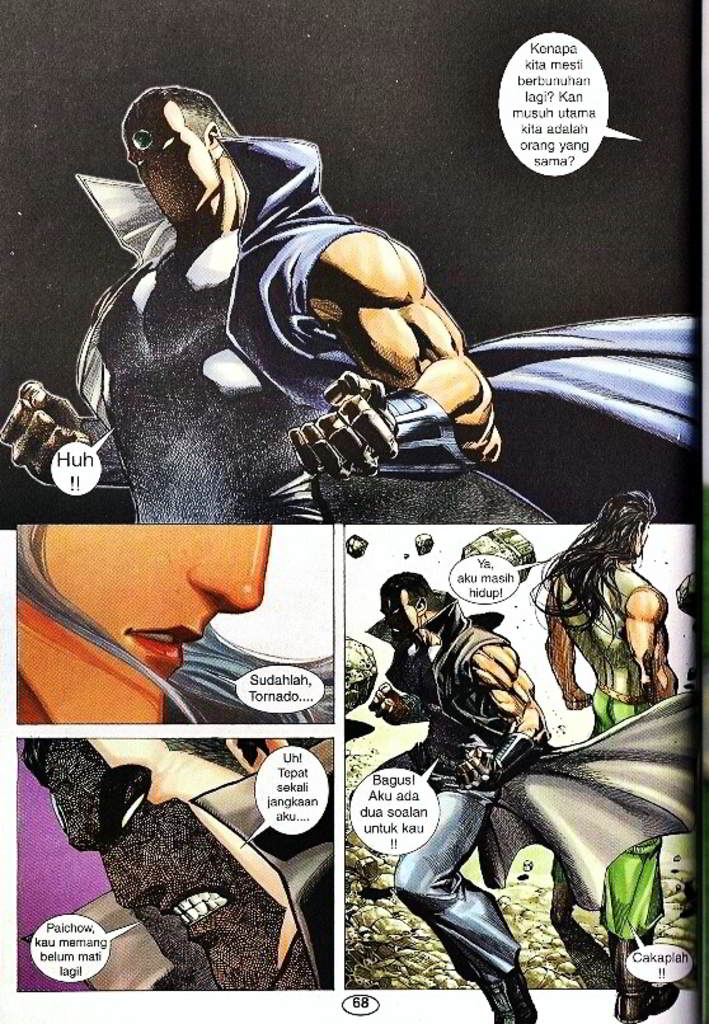 Kenapa
kita mesti
berbunuhan
lagi? Kan
musuh utama
kita adalah
orang yang
sama?
Huh
!!
Sudahlah,
Tornado....
Uh!
Tepat
sekali
jangkaan
aku....
Paichow,
kau memang
belum mati
lagi!
Ya,
aku masih
hidup!
Bagus!
Aku ada
dua soalan
untuk kau
!!
Cakaplah
!!
68